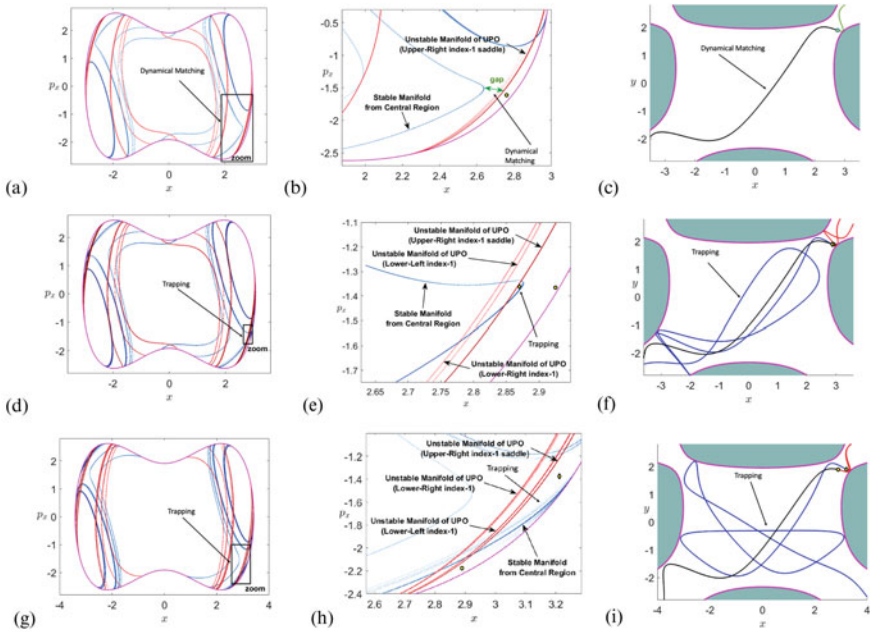 2
1
p_x 0
-1
-2
Dynamical Matching
zoom
-2 0 2
x
(a)
-0.5
-1
p_x
-1.5
-2
-2.5
Unstable Manifold of UPO
(Upper-Right index-1 saddle)
gap
Stable Manifold
from Central Region
Dynamical
Matching
2 2.2 2.4 2.6 2.8 3
x
(b)
2
1
y 0
-1
-2
Dynamical Matching
-3 -2 -1 0 1 2 3
x
(c)
2
1
p_x 0
-1
-2
Trapping
zoom
-2 0 2
x
(d)
-1.1
-1.2
-1.3
p_x
-1.4
-1.5
-1.6
-1.7
Unstable Manifold of UPO
(Upper-Right index-1 saddle)
Unstable Manifold of UPO
(Lower-Left index-1)
Stable Manifold
from Central Region
Trapping
Unstable Manifold of UPO
(Lower-Right index-1)
2.65 2.7 2.75 2.8 2.85 2.9
x
(e)
2
1
y 0
-1
-2
Trapping
-3 -2 -1 0 1 2 3
x
(f)
2
1
p_x 0
-1
-2
Trapping
zoom
-4 -2 0 2 4
x
(g)
-1.2
-1.4
-1.6
p_x
-1.8
-2
-2.2
-2.4
Unstable Manifold of UPO
(Upper-Right index-1 saddle)
Trapping
Unstable Manifold of UPO
(Lower-Right index-1)
Unstable Manifold of UPO
(Lower-Left index-1)
Stable Manifold
from Central Region
2.6 2.7 2.8 2.9 3 3.1 3.2
x
(h)
2
1
y 0
-1
-2
Trapping
-4 -2 0 2 4
x
(i)